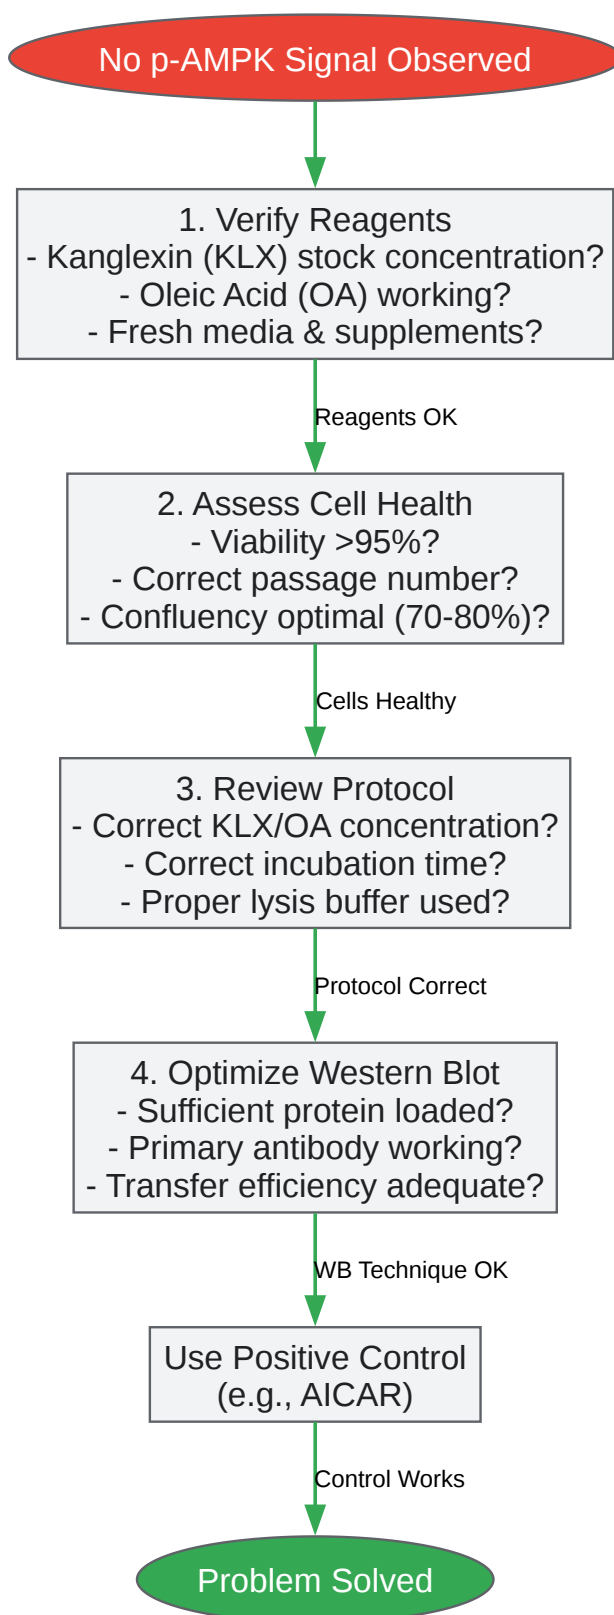 No p-AMPK Signal Observed
1. Verify Reagents
- Kanglexin (KLX) stock concentration?
- Oleic Acid (OA) working?
- Fresh media & supplements?
Reagents OK
2. Assess Cell Health
- Viability >95%?
- Correct passage number?
- Confluency optimal (70-80%)?
Cells Healthy
3. Review Protocol
- Correct KLX/OA concentration?
- Correct incubation time?
- Proper lysis buffer used?
Protocol Correct
4. Optimize Western Blot
- Sufficient protein loaded?
- Primary antibody working?
- Transfer efficiency adequate?
WB Technique OK
Use Positive Control
(e.g., AICAR)
Control Works
Problem Solved